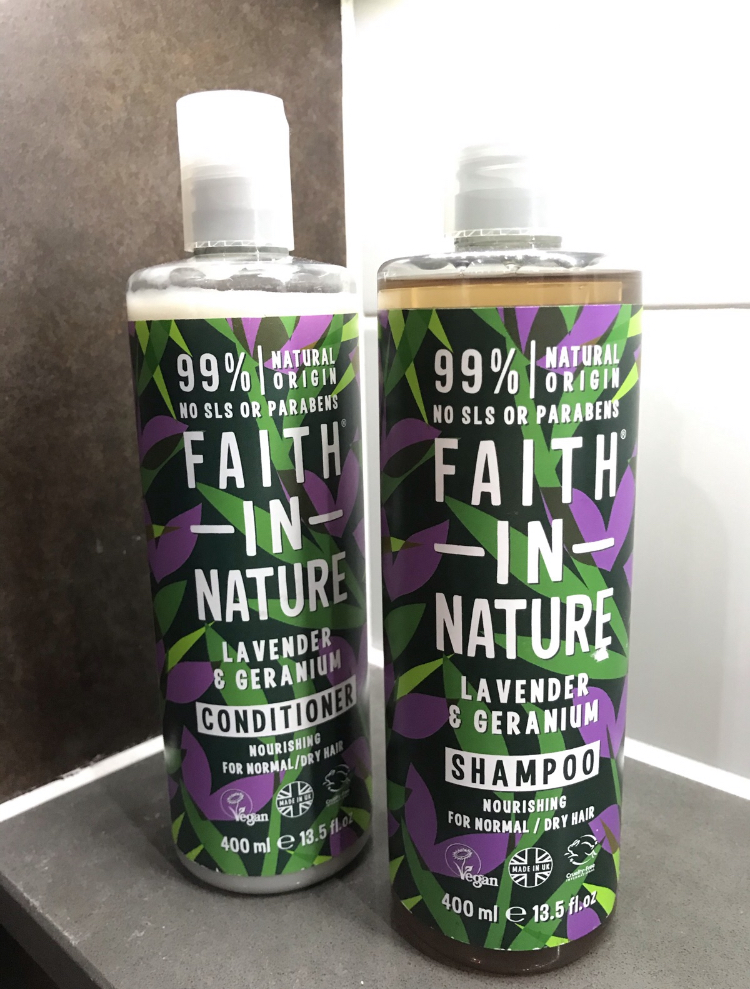 99% | NATURAL ORIGIN
NO SLS OR PARABENS
FAITH®
IN
NATURE
LAVENDER
& GERANIUM
CONDITIONER
NOURISHING
FOR NORMAL/DRY HAIR
Vegan
MADE IN UK
400 ml e 13.5 fl.oz
99% | NATURAL ORIGIN
NO SLS OR PARABENS
FAITH®
IN
NATURE
LAVENDER
& GERANIUM
SHAMPOO
NOURISHING
FOR NORMAL / DRY HAIR
Vegan
MADE IN UK
Cruelty Free
400 ml e 13.5 fl.oz